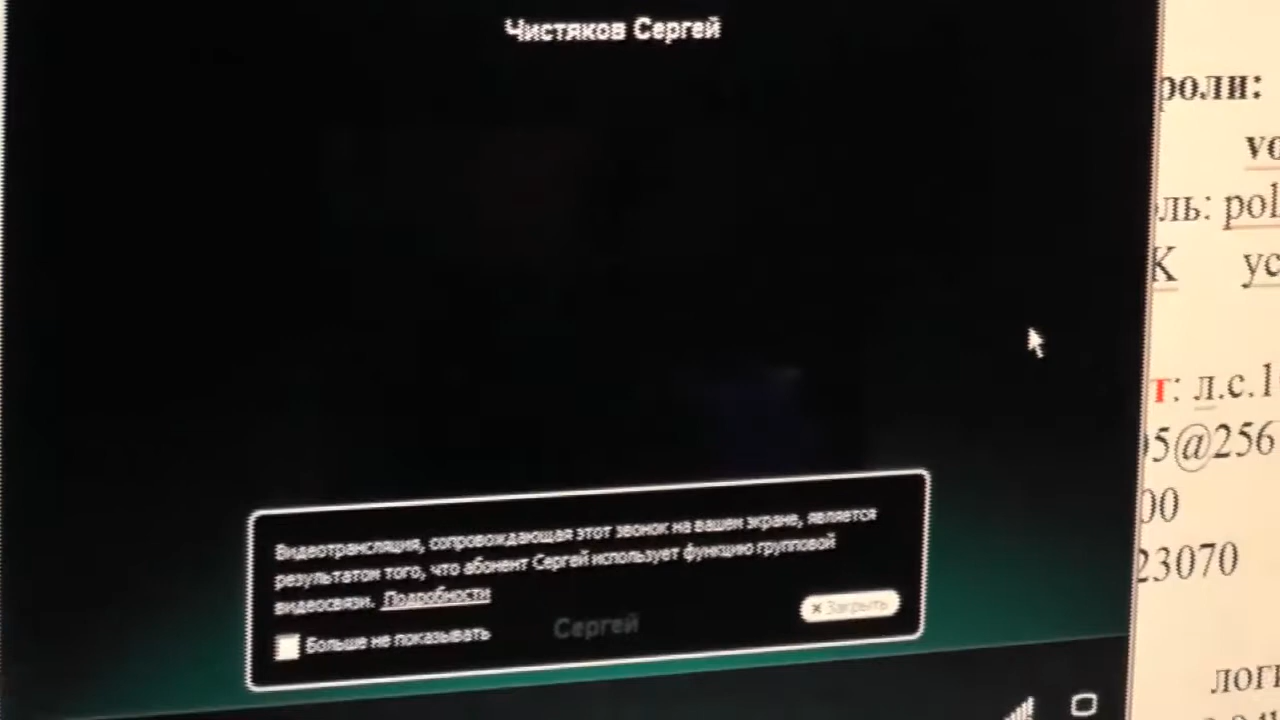 Чистяков Сергей
Видеотрансляция, сопровождающая этот звонок на вашем экране, является
результатом того, что абонент Сергей использует функцию групповой
видеосвязи. Подробности
Больше не показывать
Сергей
× Закрыть
роли:
vo
ль: pol
К ус
т: л.с.1
5@256
00
23070
логи